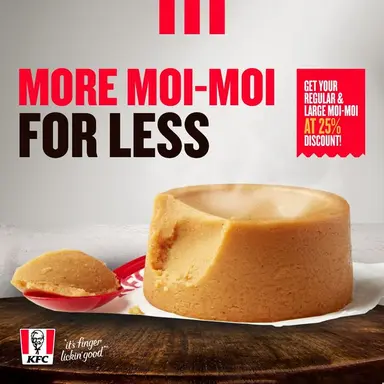 MORE MOI-MOI
FOR LESS
GET YOUR
REGULAR &
LARGE MOI-MOI
AT 25%
DISCOUNT!
KFC
"it's finger
lickin' good"